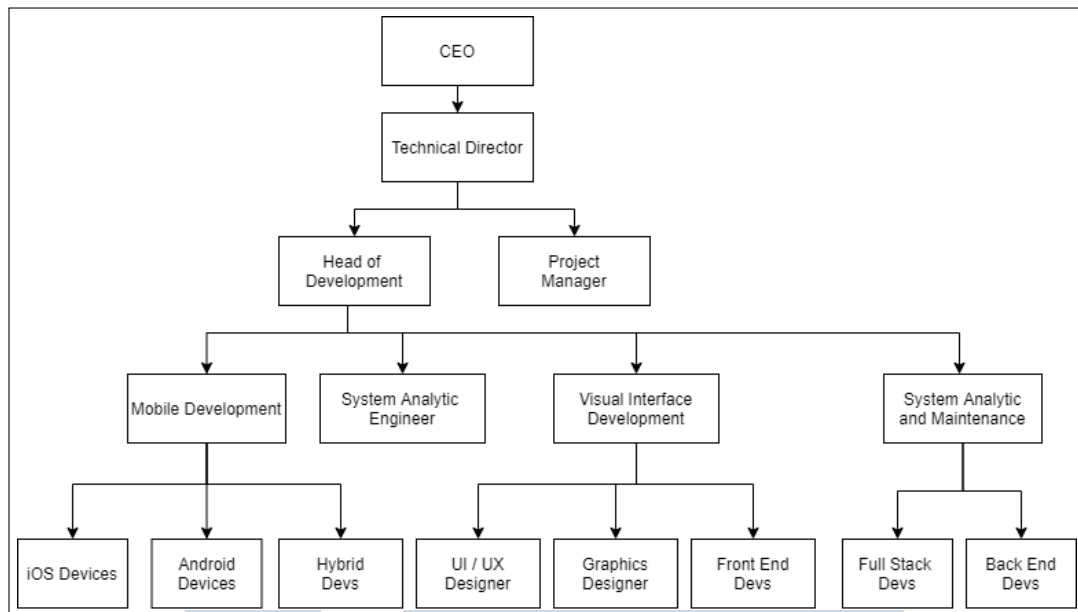 CEO
Technical Director
Head of
Development
Project
Manager
Mobile Development
System Analytic
Engineer
Visual Interface
Development
System Analytic
and Maintenance
iOS Devices
Android
Devices
Hybrid
Devs
UI / UX
Designer
Graphics
Designer
Front End
Devs
Full Stack
Devs
Back End
Devs